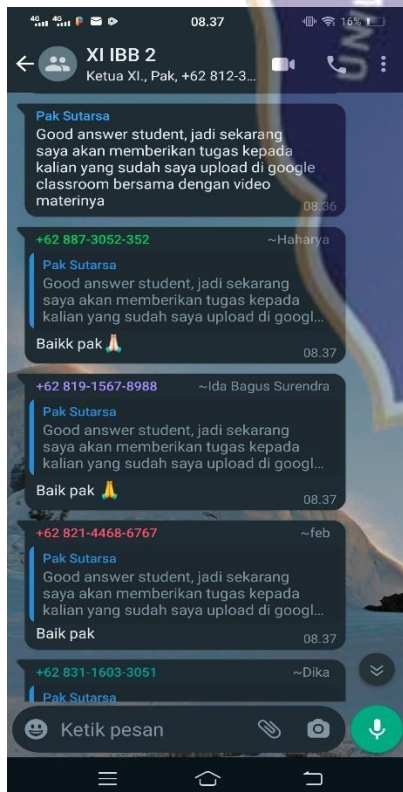 08.37
16%
XI IBB 2
Ketua XI., Pak, +62 812-3...
Pak Sutarsa
Good answer student, jadi sekarang
saya akan memberikan tugas kepada
kalian yang sudah saya upload di google
classroom bersama dengan video
materinya
08.36
+62 887-3052-352 ~Haharya
Pak Sutarsa
Good answer student, jadi sekarang
saya akan memberikan tugas kepada
kalian yang sudah saya upload di googl...
Baikk pak 🙏🏻
08.37
+62 819-1567-8988 ~Ida Bagus Surendra
Pak Sutarsa
Good answer student, jadi sekarang
saya akan memberikan tugas kepada
kalian yang sudah saya upload di googl...
Baik pak 🙏
08.37
+62 821-4468-6767 ~feb
Pak Sutarsa
Good answer student, jadi sekarang
saya akan memberikan tugas kepada
kalian yang sudah saya upload di googl...
Baik pak
08.37
+62 831-1603-3051 ~Dika
Pak Sutarsa
Ketik pesan